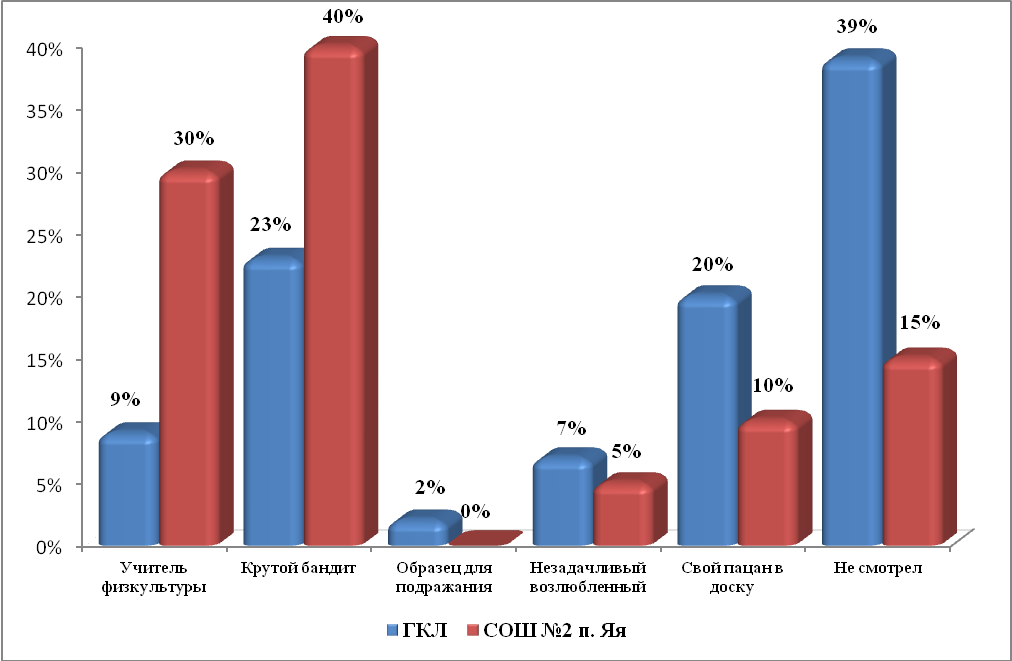 40%
39%
40%
35%
30%
30%
25%
23%
20%
20%
15%
15%
10%
10%
9%
7%
5%
5%
2%
0%
0%
Учитель
физкультуры
Крутой бандит
Образец для
подражания
Незадачливый
возлюбленный
Свой пацан в
доску
Не смотрел
ГКЛ
СОШ №2 п. Яя